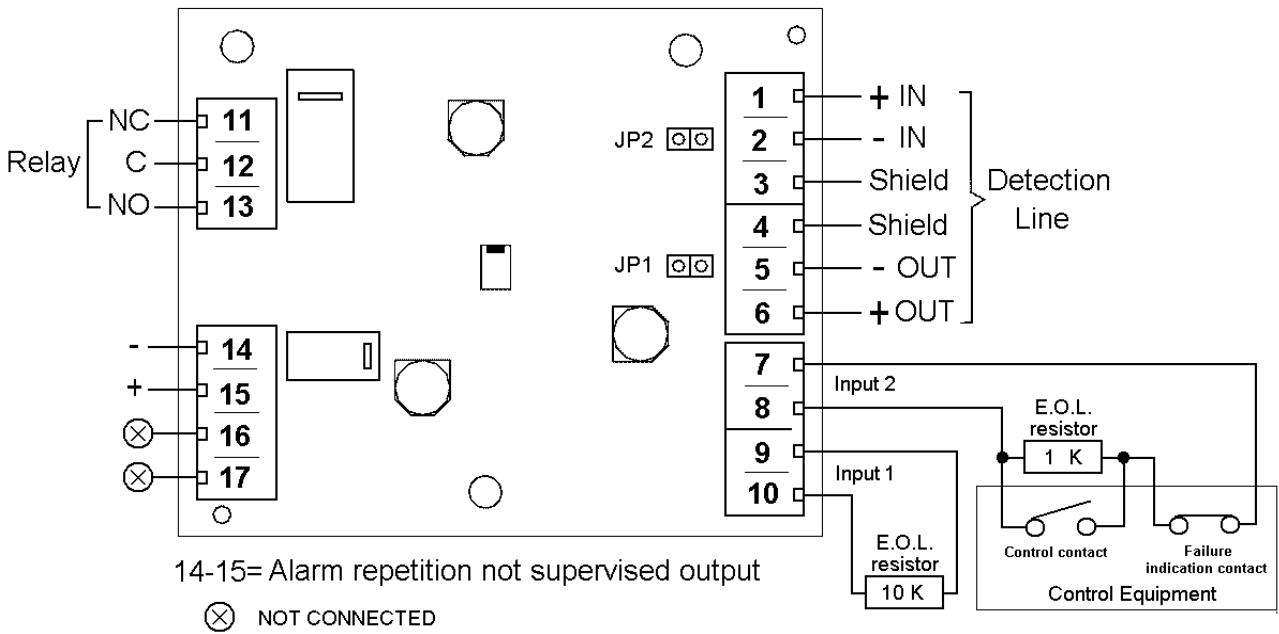 NC
Relay
C
NO
11
12
13
-
14
+
15
16
17
JP2
JP1
1
+ IN
2
- IN
3
Shield
4
Shield
5
- OUT
6
+ OUT
Detection
Line
7
Input 2
8
9
Input 1
10
E.O.L.
resistor
1 K
E.O.L.
resistor
10 K
Control contact
Failure
indication contact
Control Equipment
14-15= Alarm repetition not supervised output
NOT CONNECTED